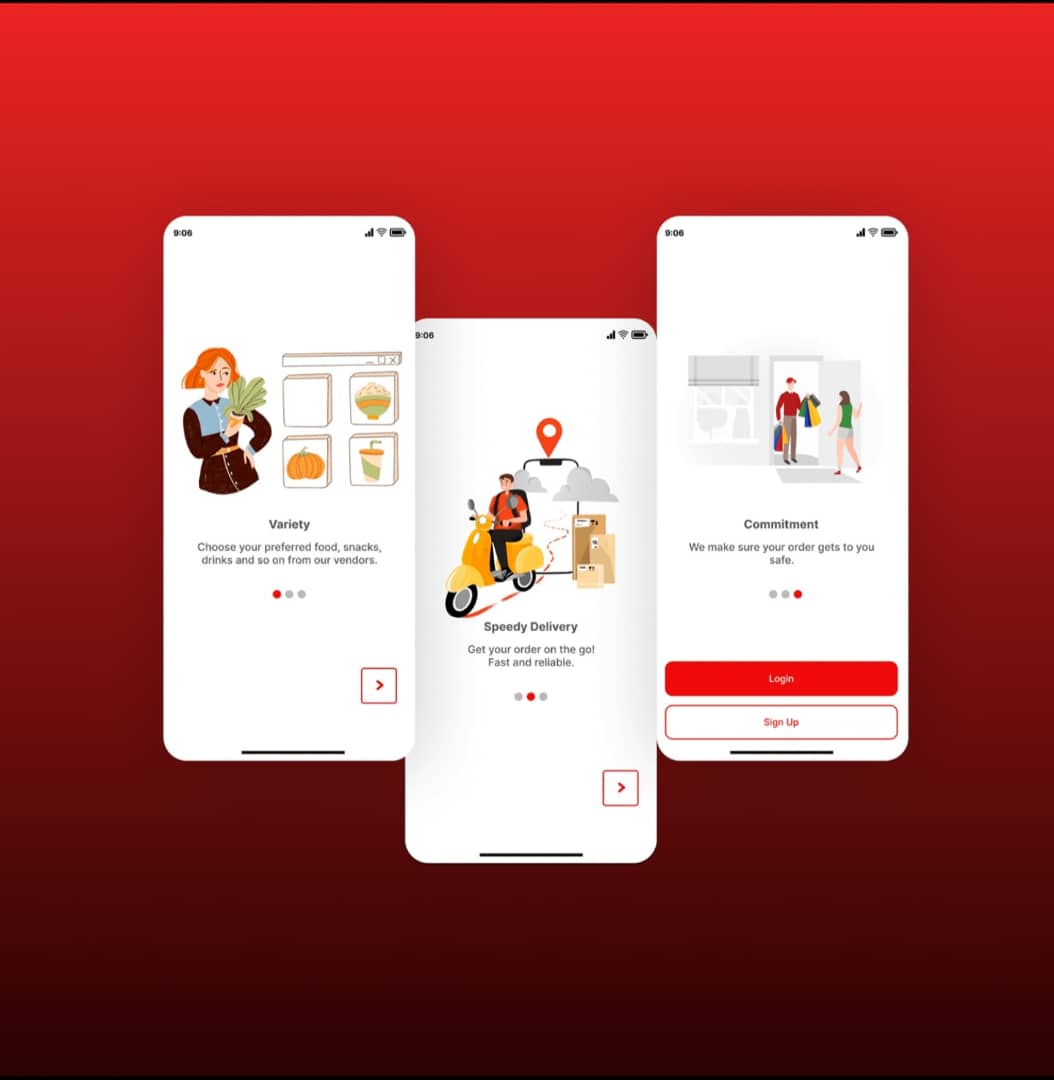 9:06
Variety
Choose your preferred food, snacks,
drinks and so on from our vendors.
9:06
Speedy Delivery
Get your order on the go!
Fast and reliable.
9:06
Commitment
We make sure your order gets to you
safe.
Login
Sign Up